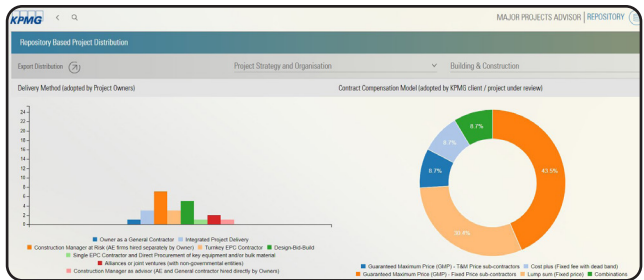 KPMG
MAJOR PROJECTS ADVISOR | REPOSITORY
Repository Based Project Distribution
Export Distribution
Project Strategy and Organisation
Building & Construction
Delivery Method (adopted by Project Owners)
Contract Compensation Model (adopted by KPMG client / project under review)
24
22
20
18
16
14
12
10
8
6
4
2
0
8.7%
8.7%
8.7%
43.5%
30.4%
Owner as a General Contractor Integrated Project Delivery
Construction Manager at Risk (AE firms hired separately by Owner) Turnkey EPC Contractor Design-Bid-Build
Single EPC Contractor and Direct Procurement of key equipment and/or bulk material
Alliances or joint ventures (with non-governmental entities)
Construction Manager as advisor (AE and General contractor hired directly by Owners)
Guaranteed Maximum Price (GMP) - T&M Price sub-contractors Cost plus (Fixed fee with dead band)
Guaranteed Maximum Price (GMP) - Fixed Price sub-contractors Lump sum (Fixed price) Combinations